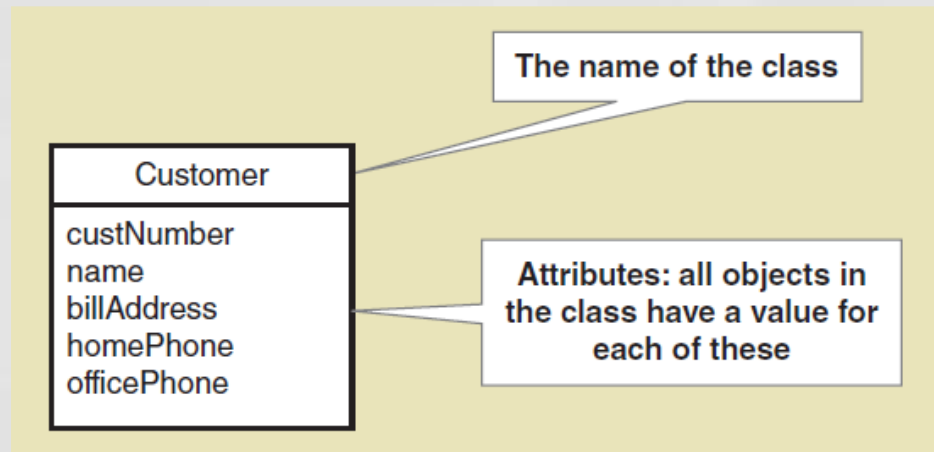 The name of the class
Customer
custNumber
name
billAddress
homePhone
officePhone
Attributes: all objects in
the class have a value for
each of these